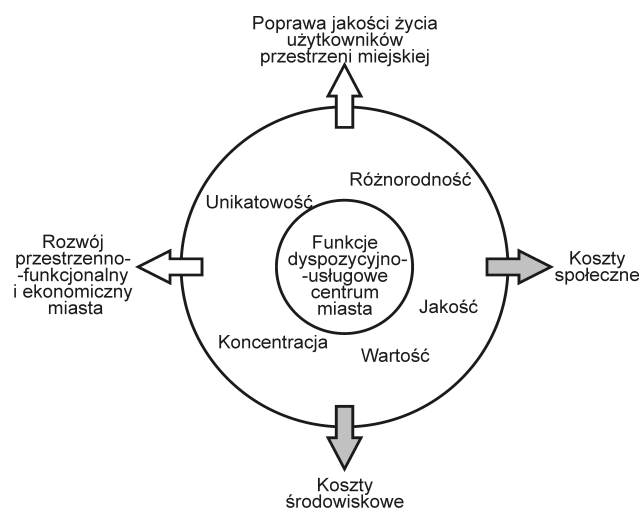 Poprawa jakości życia
użytkowników
przestrzeni miejskiej
Różnorodność
Unikatowość
Rozwój
przestrzenno-
-funkcjonalny
i ekonomiczny
miasta
Funkcje
dyspozycyjno-
-usługowe
centrum
miasta
Koszty
społeczne
Jakość
Koncentracja
Wartość
Koszty
środowiskowe